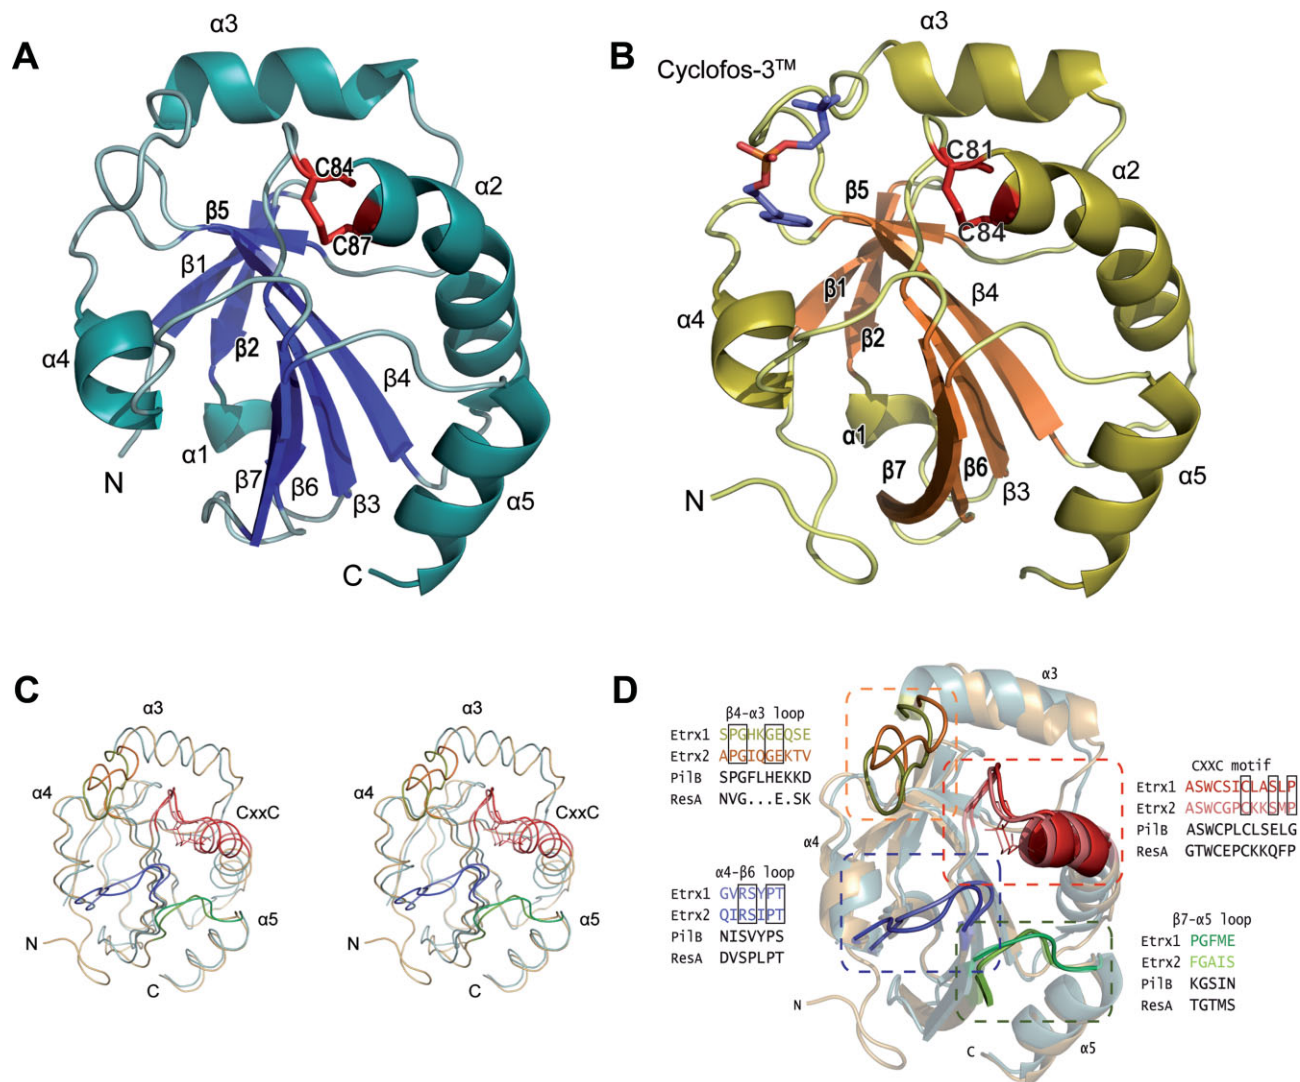 A
α3
C84
C87
α2
β5
β1
β2
α4
β4
α1
N
β7
β6
β3
α5
C
B
Cyclofos-3™
α3
C81
C84
α2
β5
β1
β4
β2
α4
α1
β7
β6
β3
α5
N
C
α3
α4
CxxC
α5
N
C
α3
α4
CxxC
α5
N
C
D
α3
β4-α3 loop
Etrx1 SPGHKGEQSE
Etrx2 APGIQGEKTV
PilB SPGFLHEKKD
ResA NVG...E.SK
CXXC motif
Etrx1 ASWCSICLASLP
Etrx2 ASWCGPCKKSMP
PilB ASWCPLCLSELG
ResA GTWCEPCKKQFP
α4
α4-β6 loop
Etrx1 GVRSYPT
Etrx2 QIRSIPT
PilB NISVYPS
ResA DVSPLPT
β7-α5 loop
Etrx1 PGFME
Etrx2 FGAIS
PilB KGSIN
ResA TGTMS
N
C
α5